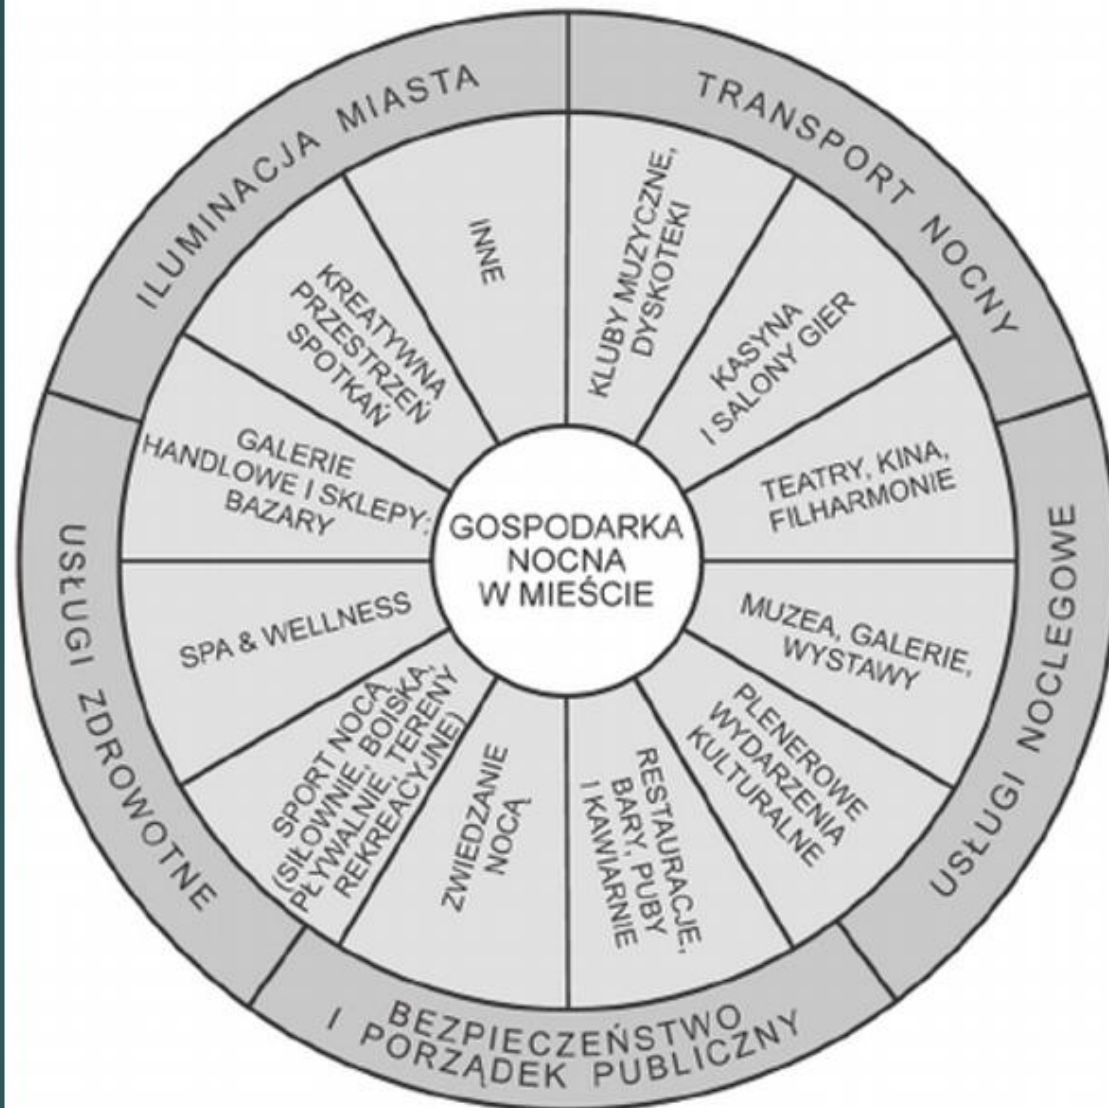 ILUMINACJA MIASTA
TRANSPORT NOCNY
USŁUGI NOCLEGOWE
BEZPIECZEŃSTWO
I PORZĄDEK PUBLICZNY
USŁUGI ZDROWOTNE
KLUBY MUZYCZNE,
DYSKOTEKI
KASYNA
I SALONY GIER
TEATRY, KINA,
FILHARMONIE
MUZEA, GALERIE,
WYSTAWY
PLENEROWE
WYDARZENIA
KULTURALNE
RESTAURACJE,
BARY, PUBY
I KAWIARNIE
ZWIEDZANIE
NOCĄ
SPORT NOCĄ
(SIŁOWNIE, BOISKA,
PŁYWALNIE, TERENY
REKREACYJNE)
SPA & WELLNESS
GALERIE
HANDLOWE I SKLEPY;
BAZARY
KREATYWNA
PRZESTRZEŃ
SPOTKAŃ
INNE
GOSPODARKA
NOCNA
W MIEŚCIE